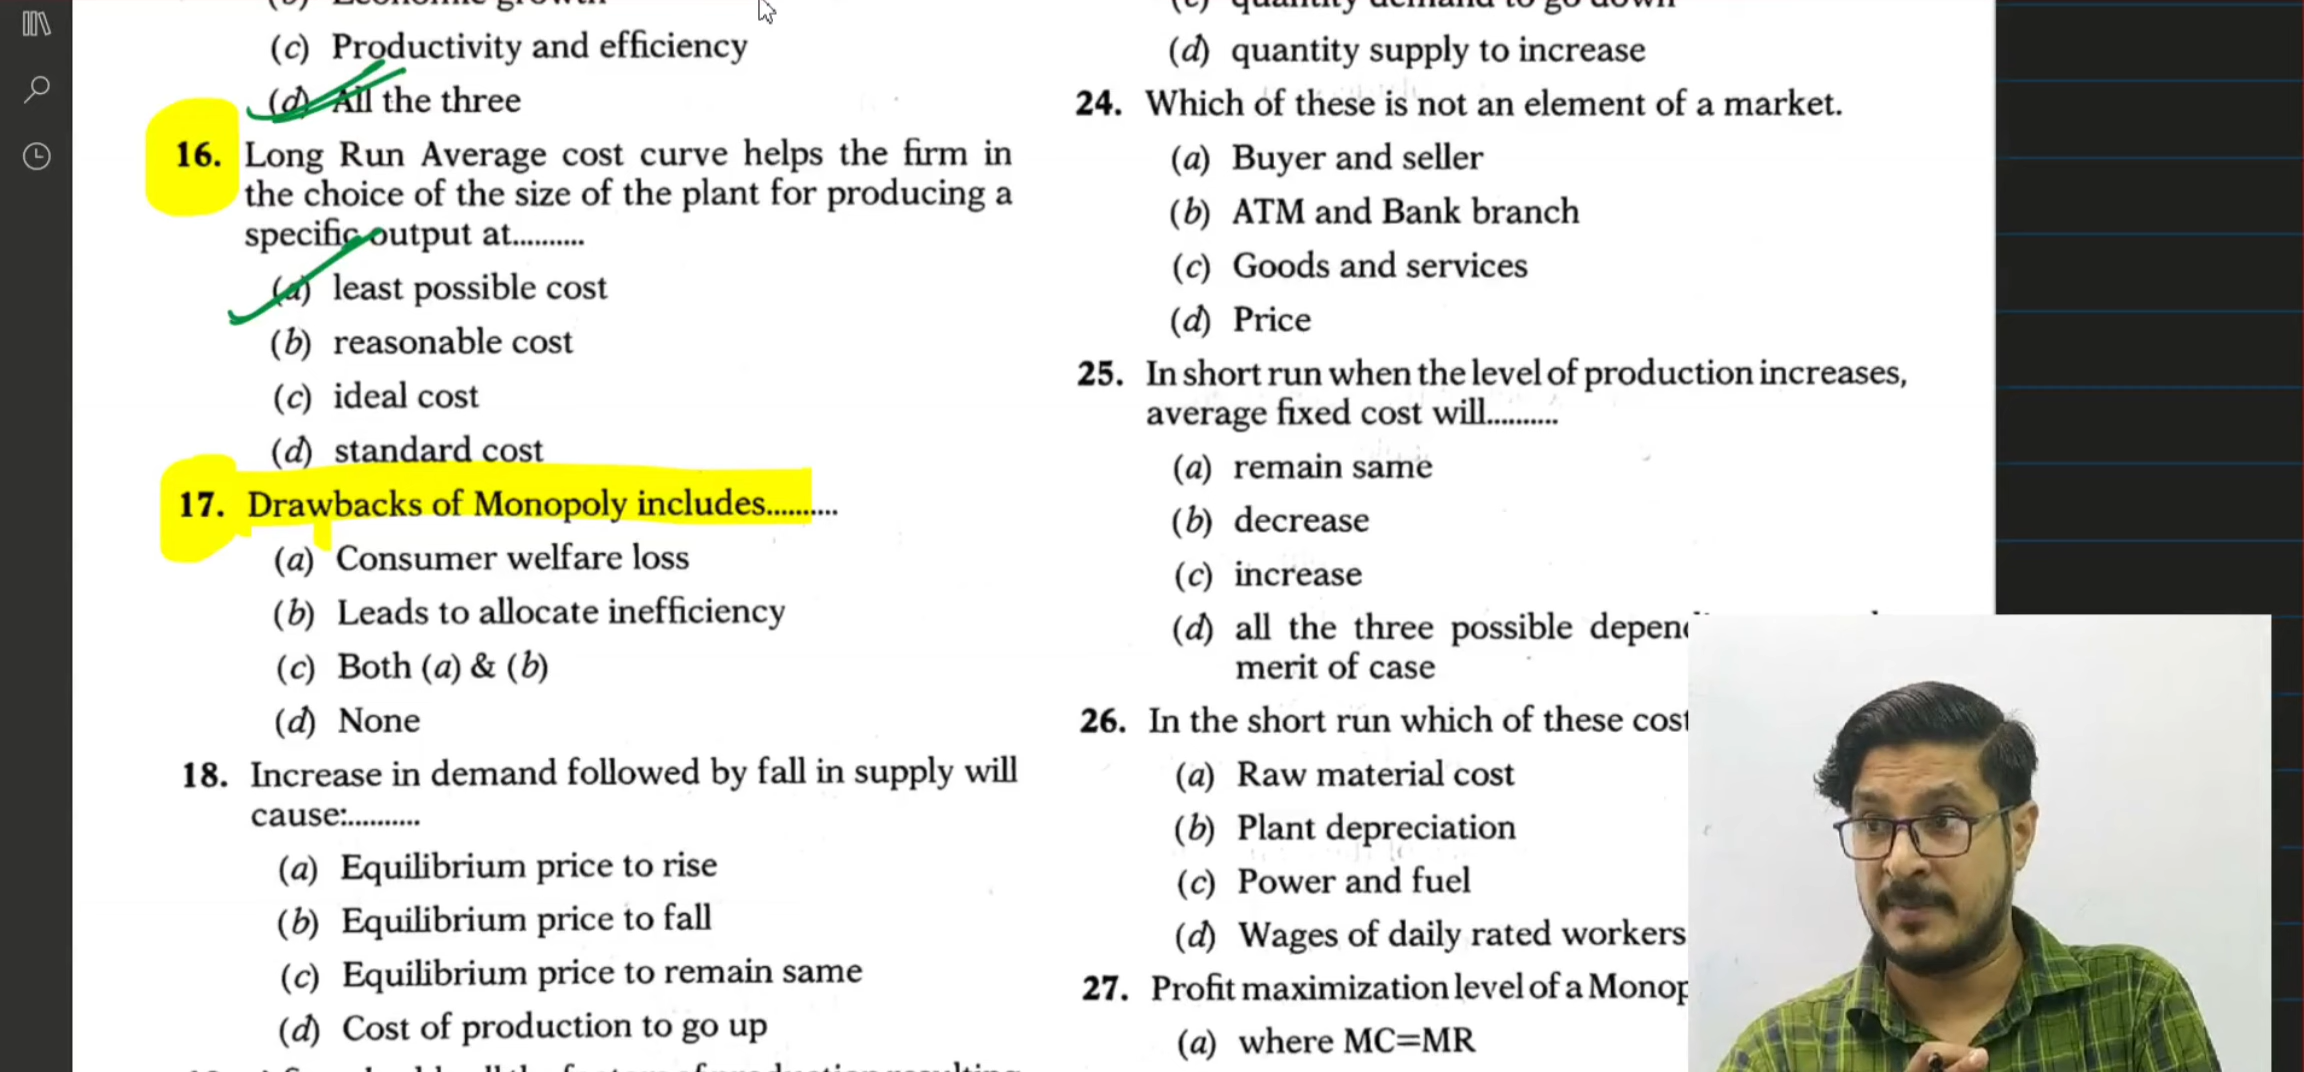 (c) Productivity and efficiency
(d) All the three
16. Long Run Average cost curve helps the firm in
the choice of the size of the plant for producing a
specific output at..........
(a) least possible cost
(b) reasonable cost
(c) ideal cost
(d) standard cost
17. Drawbacks of Monopoly includes..........
(a) Consumer welfare loss
(b) Leads to allocate inefficiency
(c) Both (a) & (b)
(d) None
18. Increase in demand followed by fall in supply will
cause:..........
(a) Equilibrium price to rise
(b) Equilibrium price to fall
(c) Equilibrium price to remain same
(d) Cost of production to go up
(c) quantity demand to go down
(d) quantity supply to increase
24. Which of these is not an element of a market.
(a) Buyer and seller
(b) ATM and Bank branch
(c) Goods and services
(d) Price
25. In short run when the level of production increases,
average fixed cost will..........
(a) remain same
(b) decrease
(c) increase
(d) all the three possible
merit of case
26. In the short run which of these
(a) Raw material cost
(b) Plant depreciation
(c) Power and fuel
(d) Wages of daily rated workers
27. Profit maximization level of a
(a) where MC=MR